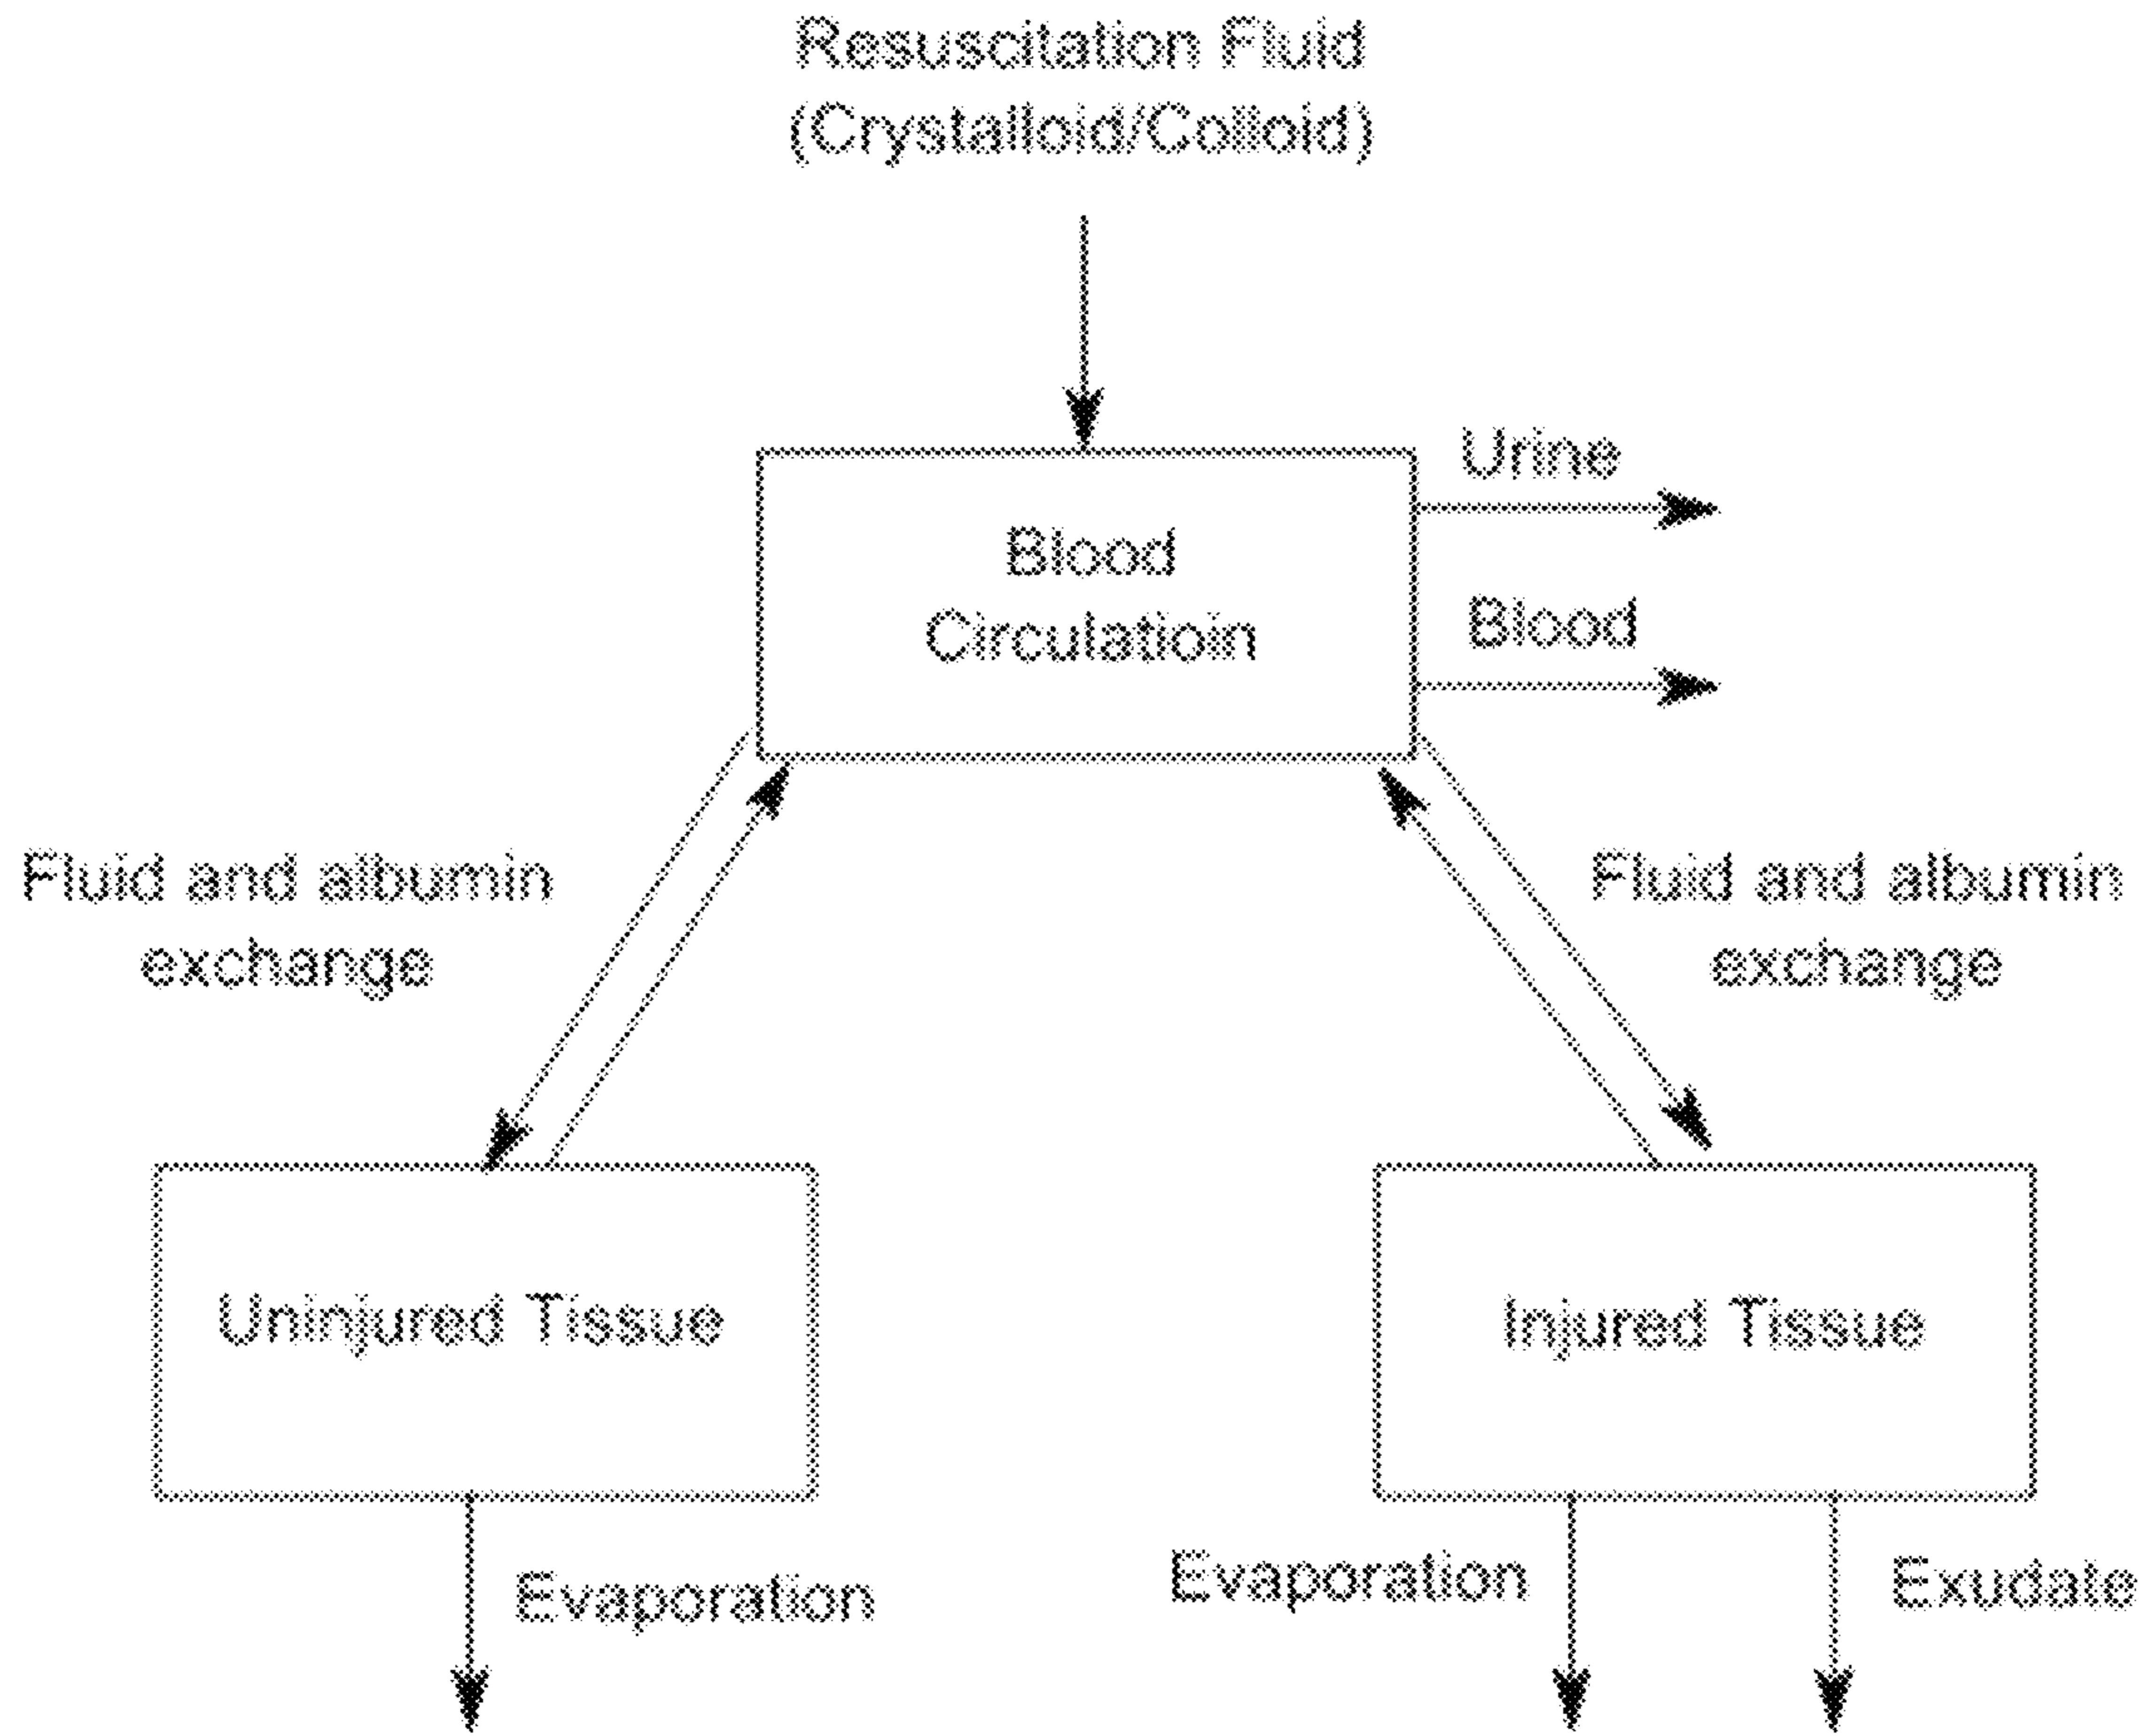 Resuscitation Fluid
(Crystalloid/Colloid)
Urine
Blood
Circulatioin
Blood
Fluid and albumin
exchange
Fluid and albumin
exchange
Uninjured Tissue
Injured Tissue
Evaporation
Evaporation
Exudate